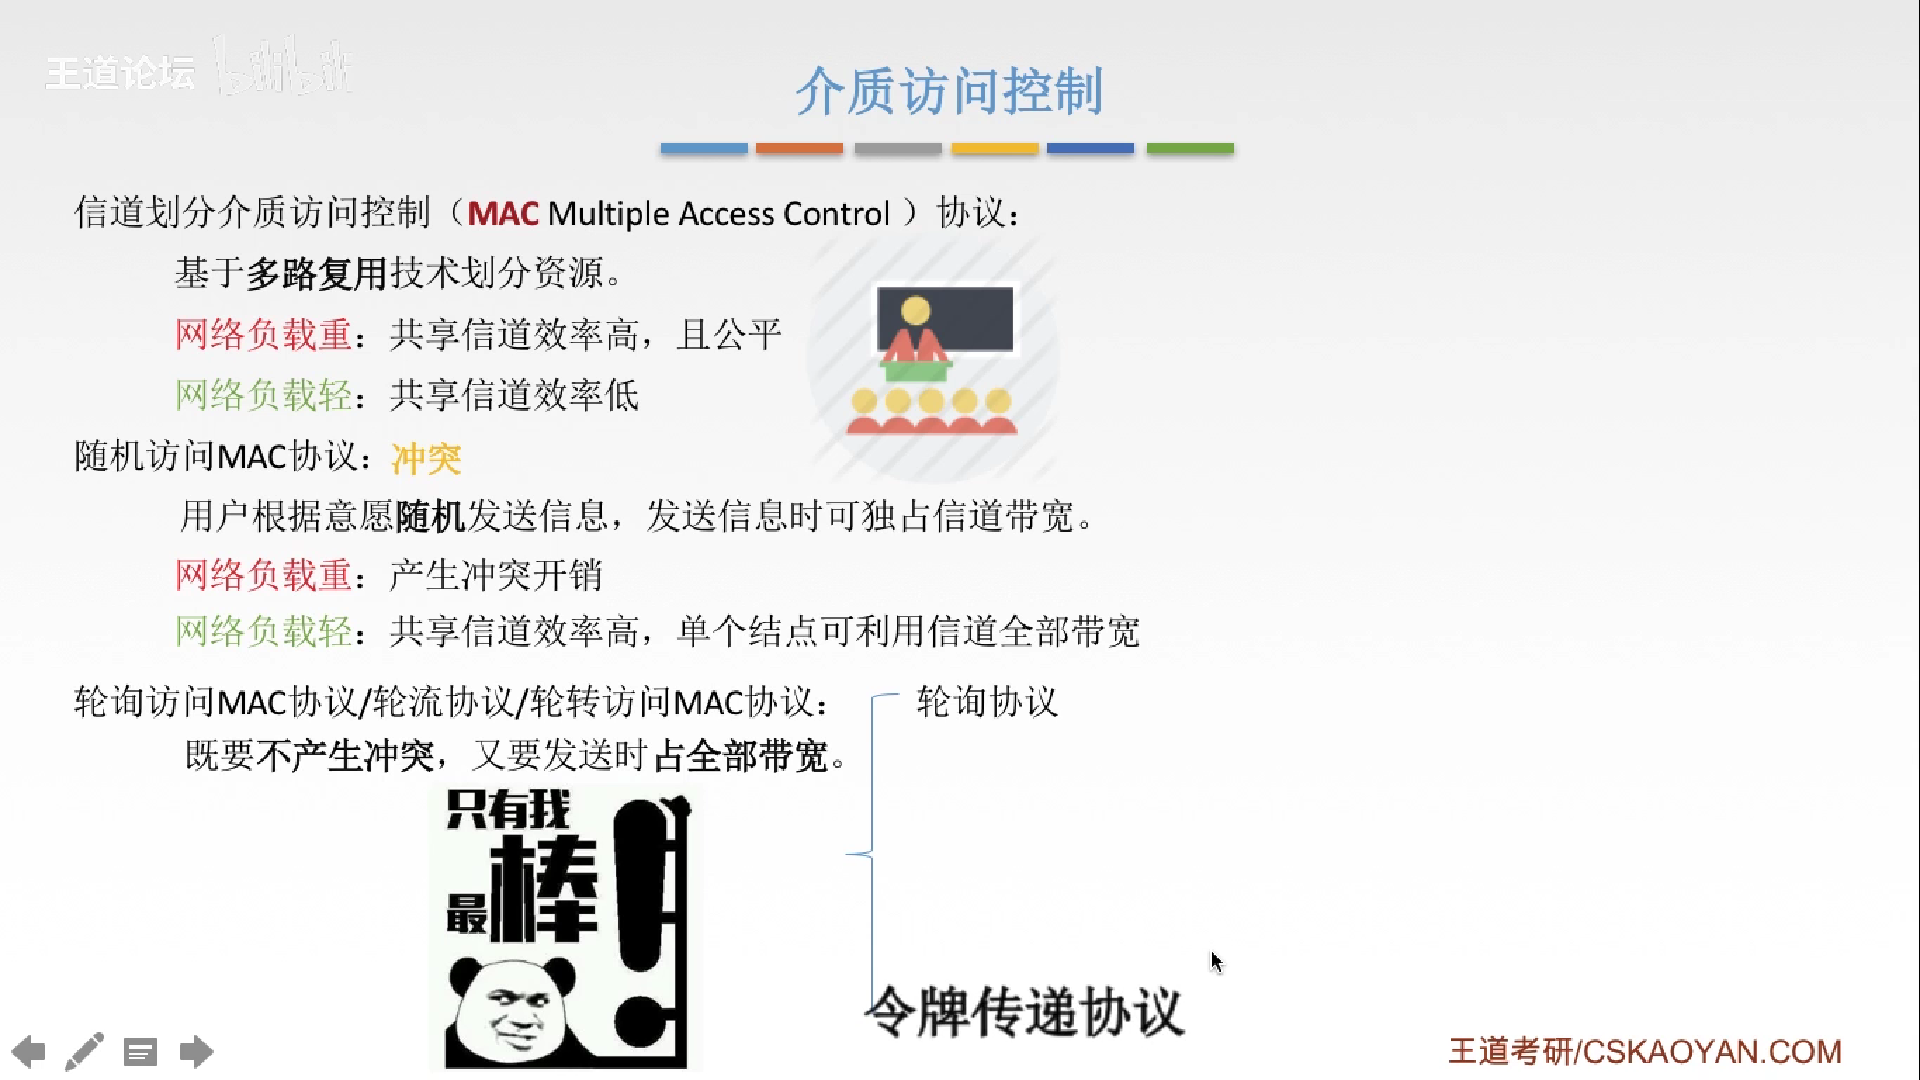 王道论坛 bilibili
介质访问控制
信道划分介质访问控制（MAC Multiple Access Control ）协议：
基于多路复用技术划分资源。
网络负载重：共享信道效率高，且公平
网络负载轻：共享信道效率低
随机访问MAC协议：冲突
用户根据意愿随机发送信息，发送信息时可独占信道带宽。
网络负载重：产生冲突开销
网络负载轻：共享信道效率高，单个结点可利用信道全部带宽
轮询访问MAC协议/轮流协议/轮转访问MAC协议：
既要不产生冲突，又要发送时占全部带宽。
轮询协议
令牌传递协议
只有我
最棒！
王道考研/CSKAOYAN.COM